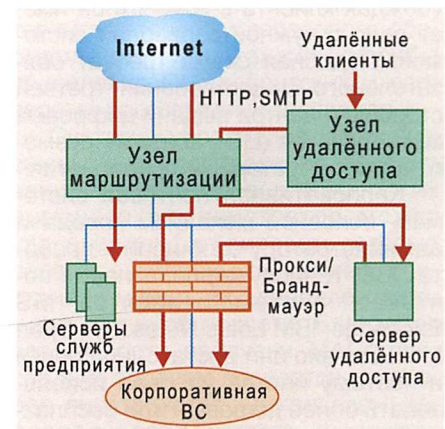 Internet
Удалённые
клиенты
HTTP,SMTP
Узел
удалённого
доступа
Узел
маршрутизации
Прокси/
Бранд-
мауэр
Серверы
служб
предприятия
Сервер
удалённого
доступа
Корпоративная
ВС